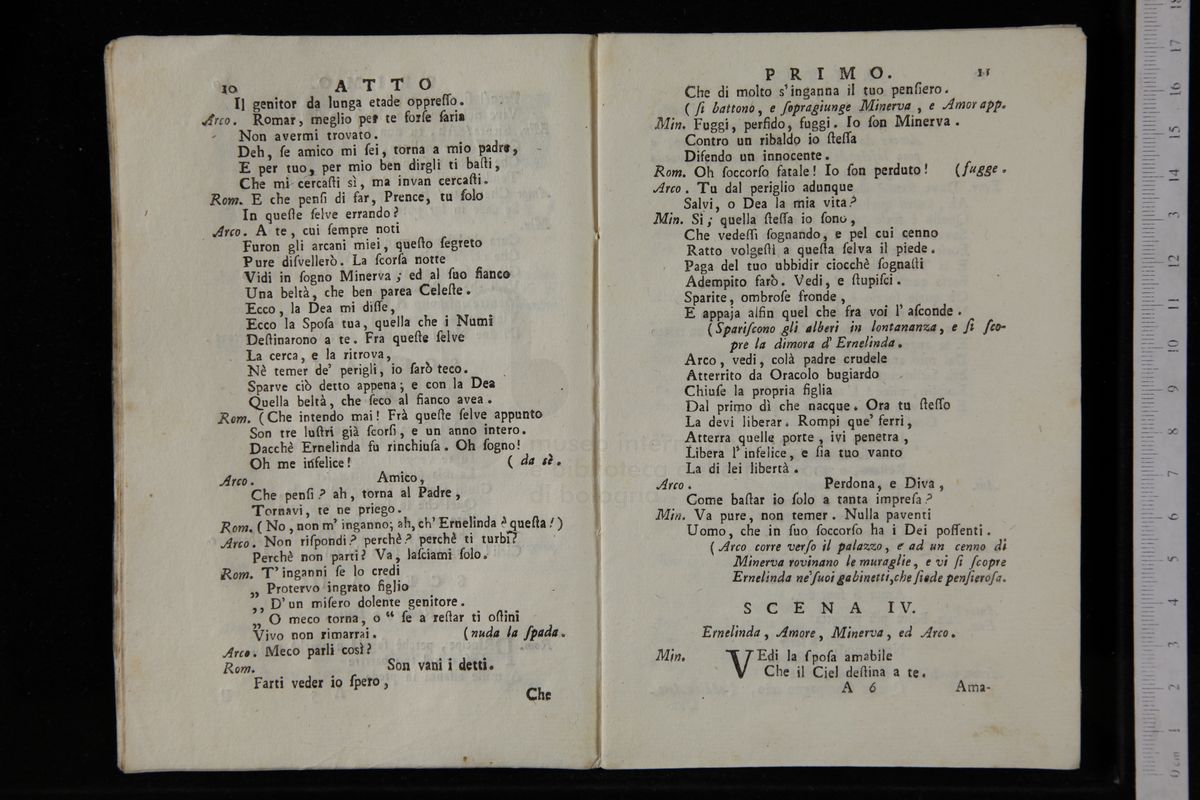 10 ATTO
Il genitor da lunga etade oppreſſo.
Arco. Romar, meglio per te forſe ſaria
Non avermi trovato.
Deh, ſe amico mi ſei, torna a mio padre,
E per tuo, per mio ben dirgli ti baſti,
Che mi cercaſti sì, ma invan cercaſti.
Rom. E che penſi di far, Prence, tu ſolo
In queſte ſelve errando?
Arco. A te, cui ſempre noti
Furon gli arcani miei, queſto ſegreto
Pure diſvellerò. La ſcorſa notte
Vidi in ſogno Minerva; ed al ſuo fianco
Una beltà, che ben parea Celeſte.
Ecco, la Dea mi diſſe,
Ecco la Spoſa tua, quella che i Numi
Deſtinarono a te. Fra queſte ſelve
La cerca, e la ritrova,
Nè temer de' perigli, io ſarò teco.
Sparve ciò detto appena; e con la Dea
Quella beltà, che ſeco al fianco avea.
Rom. (Che intendo mai! Frà queſte ſelve appunto
Son tre luſtri già ſcorſi, e un anno intero.
Dacchè Ernelinda fù rinchiuſa. Oh ſogno!
Oh me infelice! (da sè.
Arco. Amico,
Che penſi? ah, torna al Padre,
Tornavi, te ne priego.
Rom. (No, non m' inganno; ah, ch' Ernelinda è queſta!)
Arco. Non riſpondi? perchè? perchè ti turbi?
Perchè non parti? Va, laſciami ſolo.
Rom. T' inganni ſe lo credi
„ Protervo ingrato figlio
,, D' un miſero dolente genitore.
„ O meco torna, o “ ſe a reſtar ti oſtini
Vivo non rimarrai. (nuda la ſpada.
Arco. Meco parli così?
Rom. Son vani i detti.
Farti veder io ſpero,
Che
PRIMO. 11
Che di molto s' inganna il tuo penſiero.
(ſi battono, e ſopragiunge Minerva, e Amor app.
Min. Fuggi, perfido, fuggi. Io ſon Minerva.
Contro un ribaldo io ſteſſa
Difendo un innocente.
Rom. Oh ſoccorſo fatale! Io ſon perduto! (fugge.
Arco. Tu dal periglio adunque
Salvi, o Dea la mia vita?
Min. Sì; quella ſteſſa io ſono,
Che vedeſſi ſognando, e pel cui cenno
Ratto volgeſti a queſta ſelva il piede.
Paga del tuo ubbidir ciocchè ſognaſti
Adempito farò. Vedi, e ſtupiſci.
Sparite, ombroſe fronde,
E appaja alfin quel che fra voi l' aſconde.
(Spariſcono gli alberi in lontananza, e ſi ſco-
pre la dimora d' Ernelinda.
Arco, vedi, colà padre crudele
Atterrito da Oracolo bugiardo
Chiuſe la propria figlia
Dal primo dì che nacque. Ora tu ſteſſo
La devi liberar. Rompi que' ferri,
Atterra quelle porte, ivi penetra,
Libera l' infelice, e ſia tuo vanto
La di lei libertà.
Arco. Perdona, e Diva,
Come baſtar io ſolo a tanta impreſa?
Min. Va pure, non temer. Nulla paventi
Uomo, che in ſuo ſoccorſo ha i Dei poſſenti.
(Arco corre verſo il palazzo, e ad un cenno di
Minerva rovinano le muraglie, e vi ſi ſcopre
Ernelinda ne' ſuoi gabinetti, che ſiede penſieroſa.
SCENA IV.
Ernelinda, Amore, Minerva, ed Arco.
Min. VEdi la ſpoſa amabile
Che il Ciel deſtina a te.
A 6 Ama-